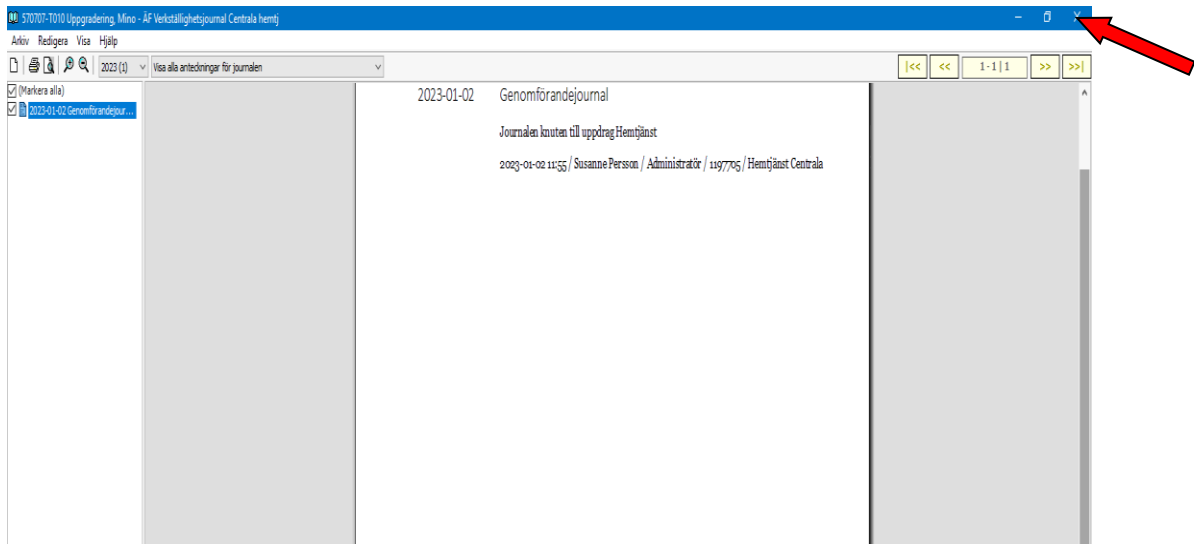 570707-T010 Uppgradering, Mino - ÄF Verkställighetsjournal Centrala hemtj
Arkiv Redigera Visa Hjälp
2023 (1) Visa alla anteckningar för journalen |<< << 1 - 1 | 1 >> >>|
(Markera alla)
2023-01-02 Genomförandejour...
2023-01-02 Genomförandejournal
Journalen knuten till uppdrag Hemtjänst
2023-01-02 11:55 / Susanne Persson / Administratör / 1197705 / Hemtjänst Centrala